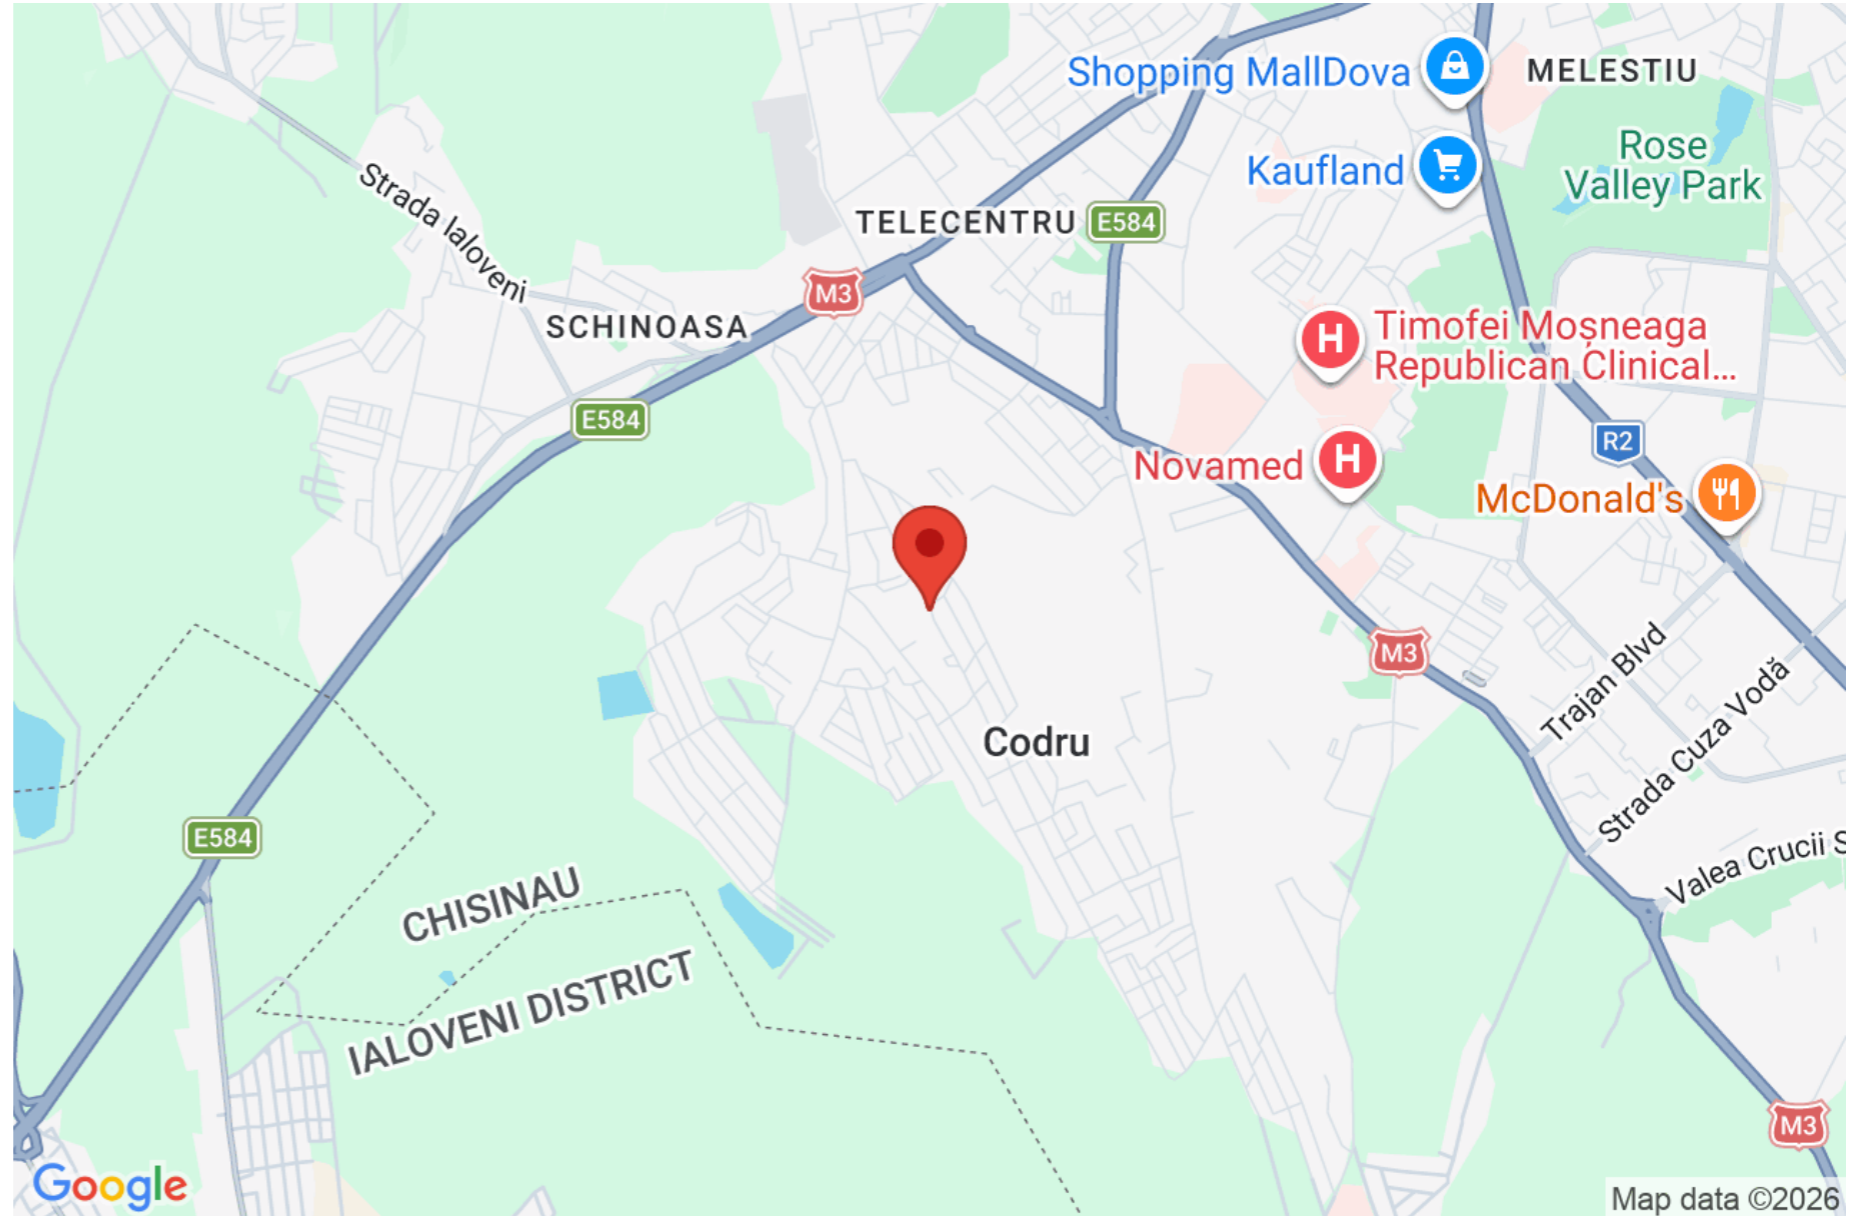 Shopping MallDova
MELESTIU
Rose
Valley Park
Kaufland
Strada Ialoveni
TELECENTRU
E584
M3
SCHINOASA
Timofei Moșneaga
Republican Clinical...
E584
R2
Novamed
McDonald's
M3
Trajan Blvd
Strada Cuza Vodă
Codru
E584
Valea Crucii S
CHISINAU
IALOVENI DISTRICT
M3
Google
Map data ©2026